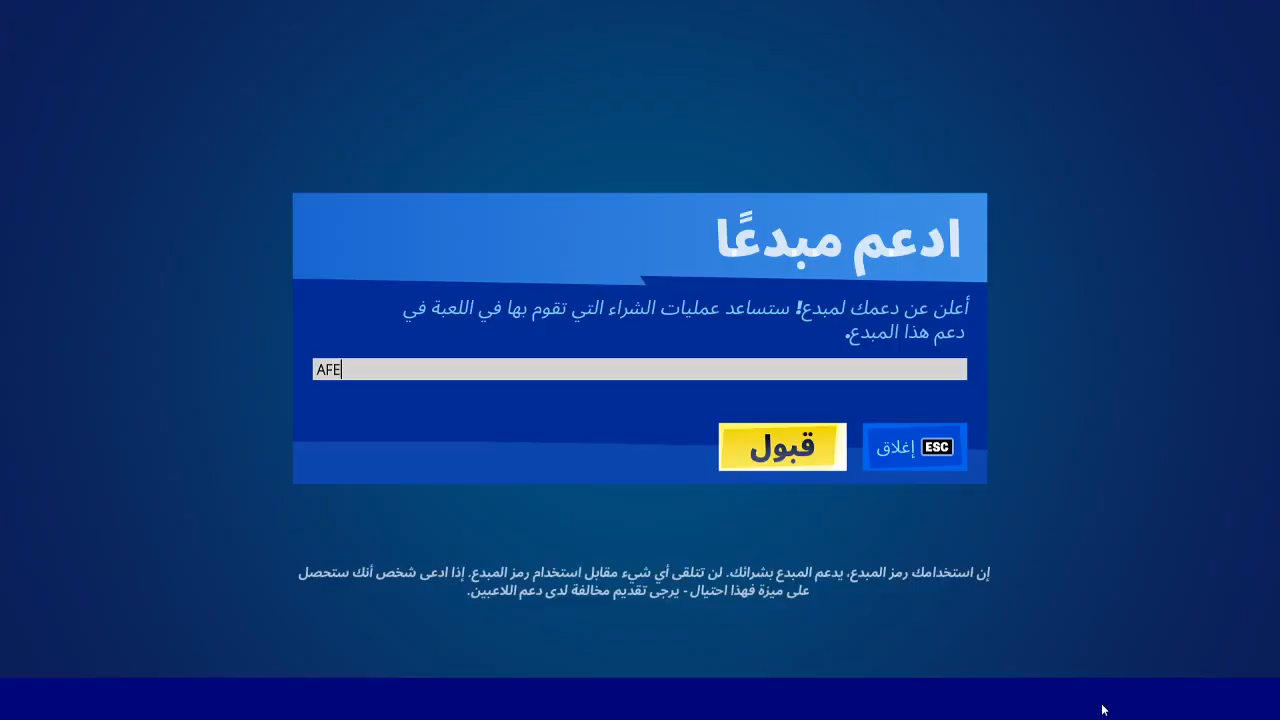 ادعم مبدعًا
أعلن عن دعمك لمبدع! ستساعد عمليات الشراء التي تقوم بها في اللعبة في
دعم هذا المبدع.
AFE
ESC إغلاق
قبول
إن استخدامك رمز المبدع، يدعم المبدع بشرائك. لن تتلقى أي شيء مقابل استخدام رمز المبدع. إذا ادعى شخص أنك ستحصل
على ميزة فهذا احتيال - يرجى تقديم مخالفة لدى دعم اللاعبين.